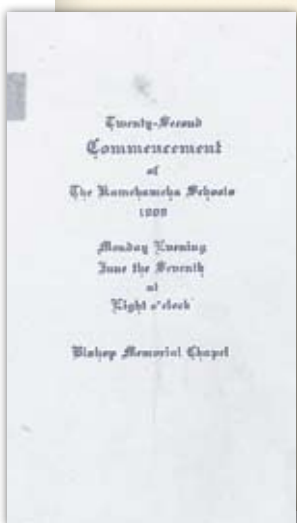 Twenty-Second
Commencement
of
The Kamehameha Schools
1909
Monday Evening
June the Seventh
at
Eight o'clock
Bishop Memorial Chapel